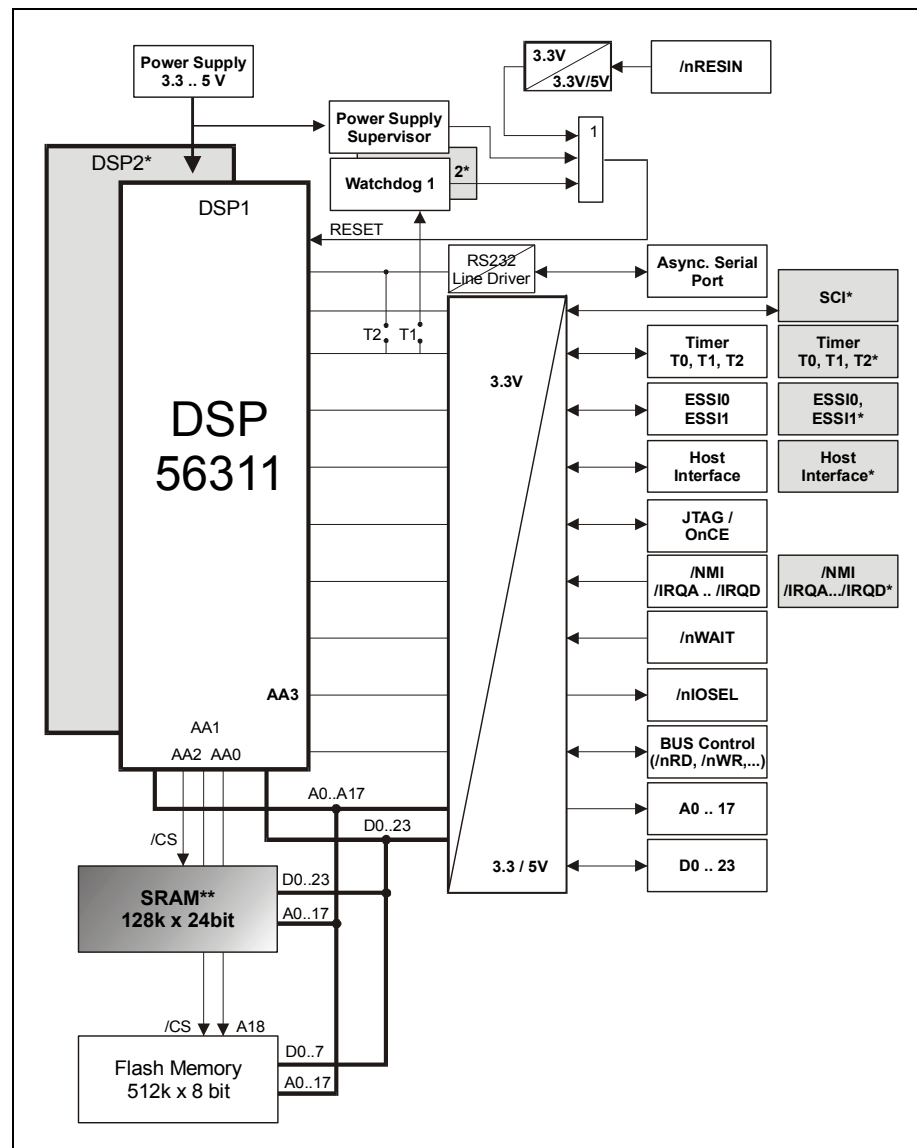 Power Supply
3.3 .. 5 V
3.3V
3.3V/5V
/nRESIN
Power Supply
Supervisor
1
DSP2*
2*
Watchdog 1
DSP1
RESET
RS232
Line Driver
Async. Serial
Port
SCI*
T2
T1
Timer
T0, T1, T2
Timer
T0, T1, T2*
3.3V
ESSI0
ESSI1
ESSI0,
ESSI1*
DSP
56311
Host
Interface
Host
Interface*
JTAG /
OnCE
/NMI
/IRQA .. /IRQD
/NMI
/IRQA.../IRQD*
/nWAIT
AA3
/nIOSEL
AA1
AA2 AA0
BUS Control
(/nRD, /nWR,...)
A0..A17
A0 .. 17
D0..23
/CS
3.3 / 5V
D0 .. 23
SRAM**
128k x 24bit
D0..23
A0..17
/CS
A18
Flash Memory
512k x 8 bit
D0..7
A0..17